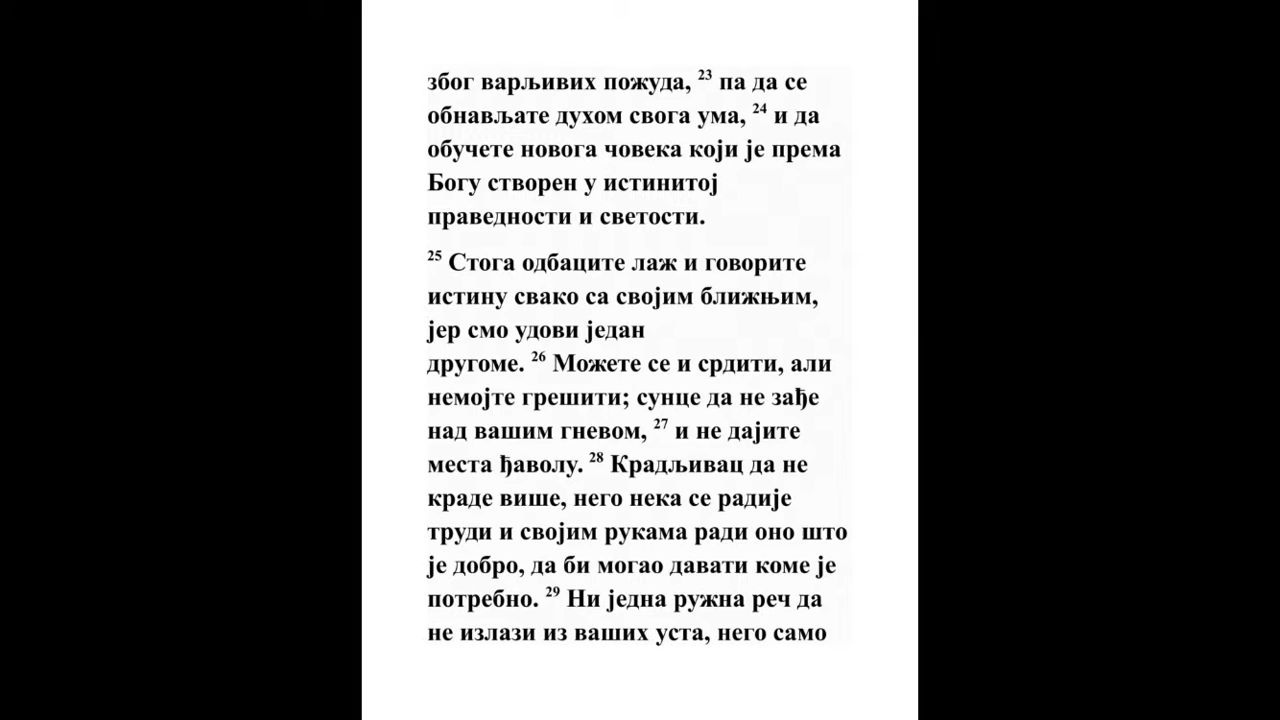 због варљивих пожуда, 23 па да се
обнављате духом свога ума, 24 и да
обучете новога човека који је према
Богу створен у истинитој
праведности и светости.
25 Стога одбаците лаж и говорите
истину свако са својим ближњим,
јер смо удови један
другоме. 26 Можете се и срдити, али
немојте грешити; сунце да не зађе
над вашим гневом, 27 и не дајите
места ђаволу. 28 Крадљивац да не
краде више, него нека се радије
труди и својим рукама ради оно што
је добро, да би могао давати коме је
потребно. 29 Ни једна ружна реч да
не излази из ваших уста, него само